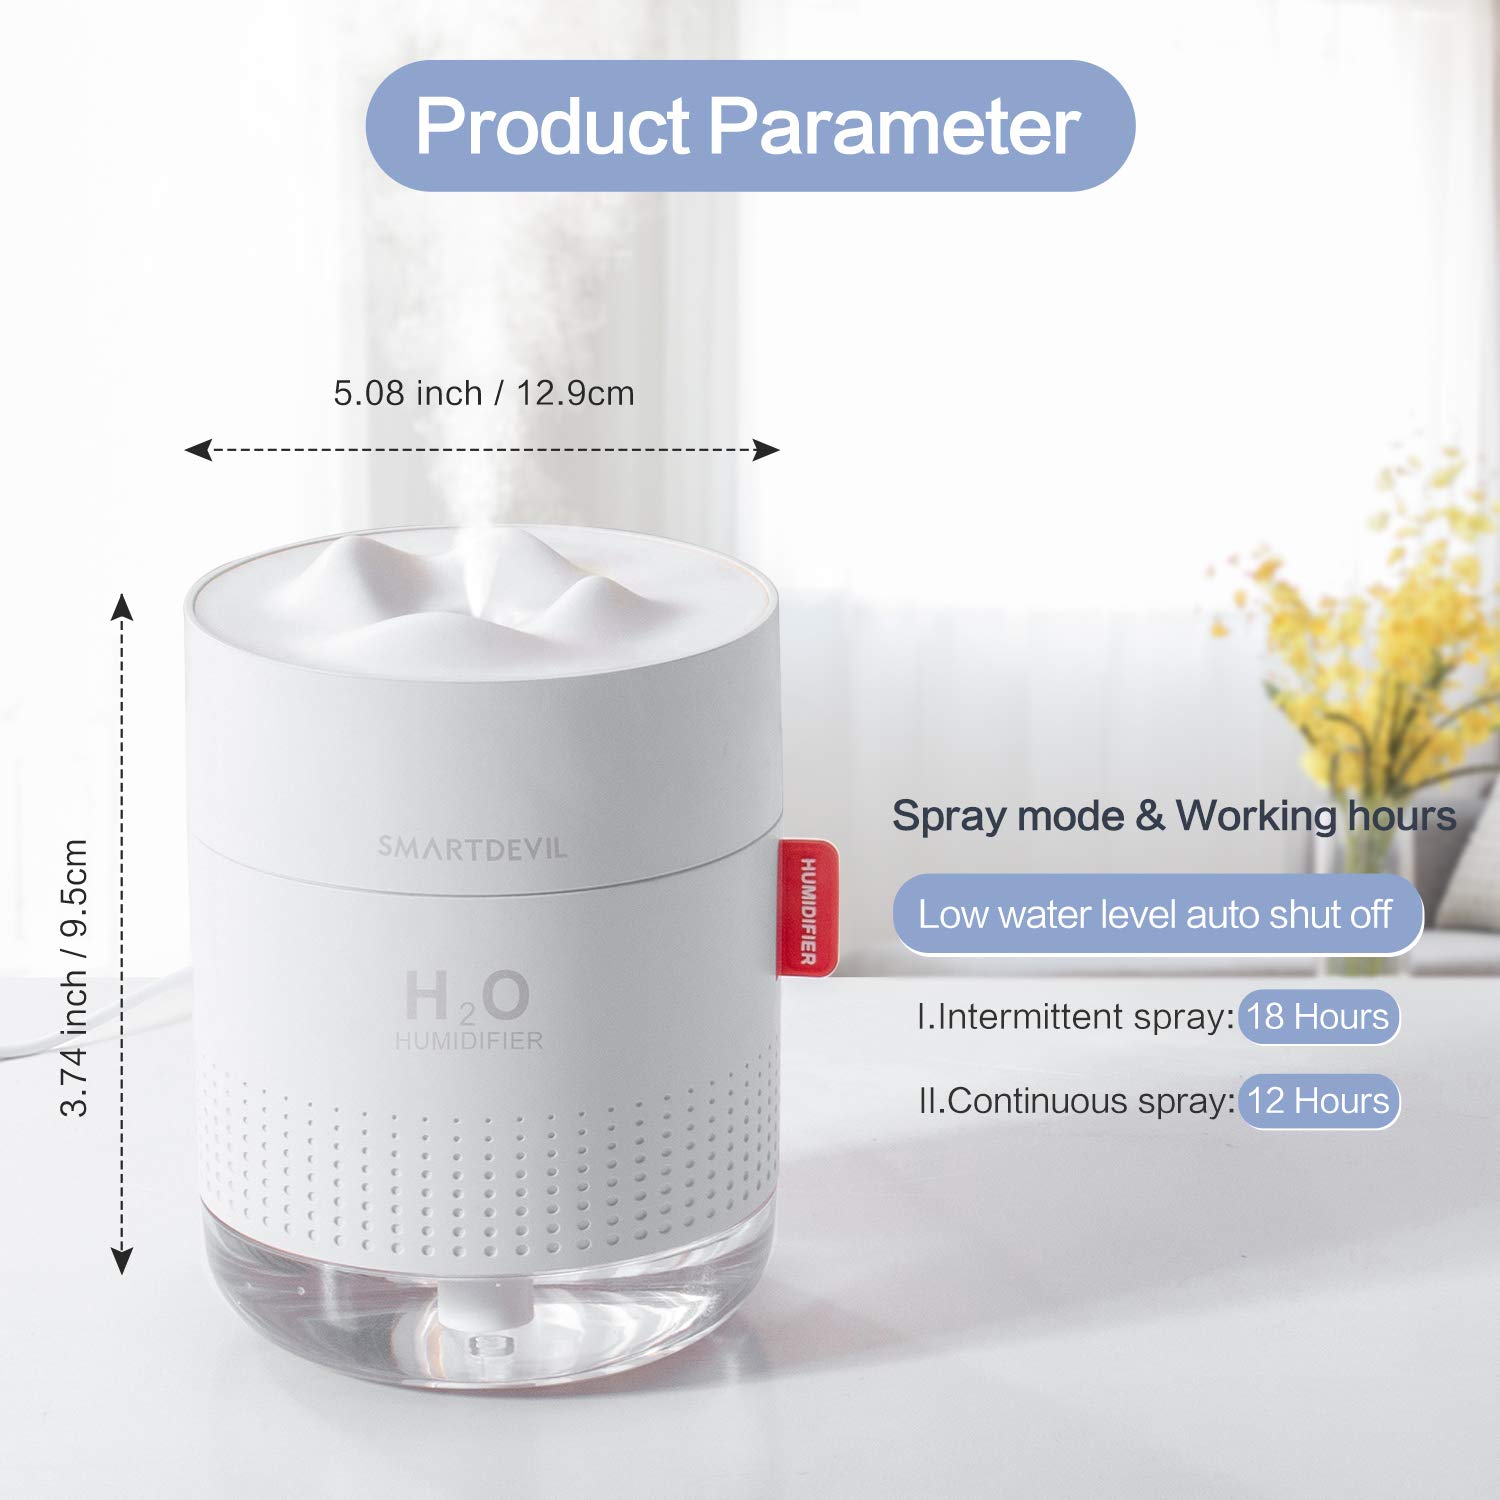 Product Parameter
5.08 inch / 12.9cm
3.74 inch / 9.5cm
SMARTDEVIL
H₂O
HUMIDIFIER
HUMIDIFIER
Spray mode & Working hours
Low water level auto shut off
I.Intermittent spray: 18 Hours
II.Continuous spray: 12 Hours